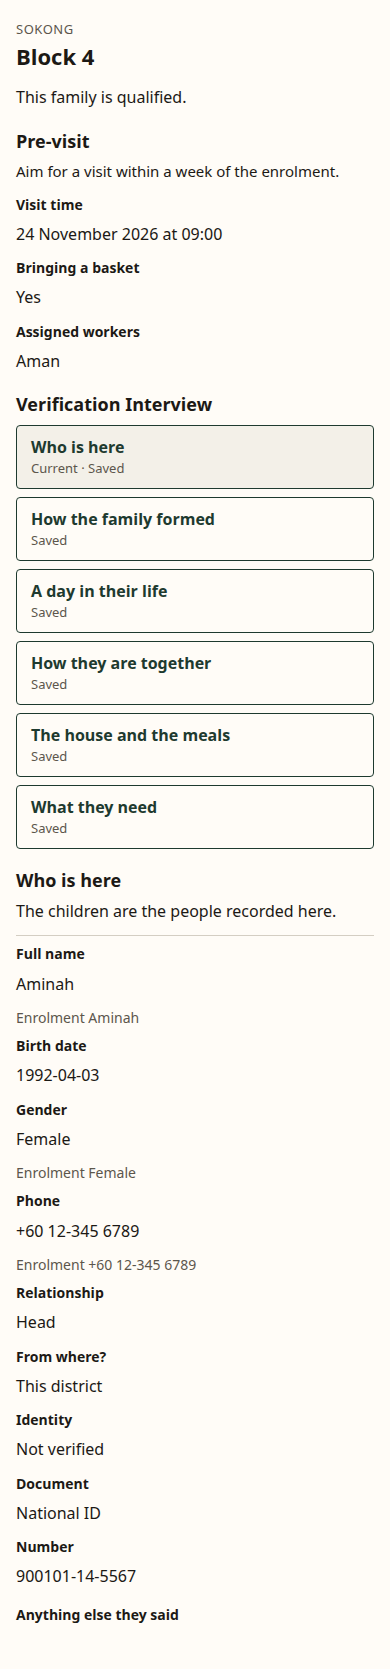 SOKONG
Block 4
This family is qualified.
Pre-visit
Aim for a visit within a week of the enrolment.
Visit time
24 November 2026 at 09:00
Bringing a basket
Yes
Assigned workers
Aman
Verification Interview
Who is here
Current · Saved
How the family formed
Saved
A day in their life
Saved
How they are together
Saved
The house and the meals
Saved
What they need
Saved
Who is here
The children are the people recorded here.
Full name
Aminah
Enrolment Aminah
Birth date
1992-04-03
Gender
Female
Enrolment Female
Phone
+60 12-345 6789
Enrolment +60 12-345 6789
Relationship
Head
From where?
This district
Identity
Not verified
Document
National ID
Number
900101-14-5567
Anything else they said